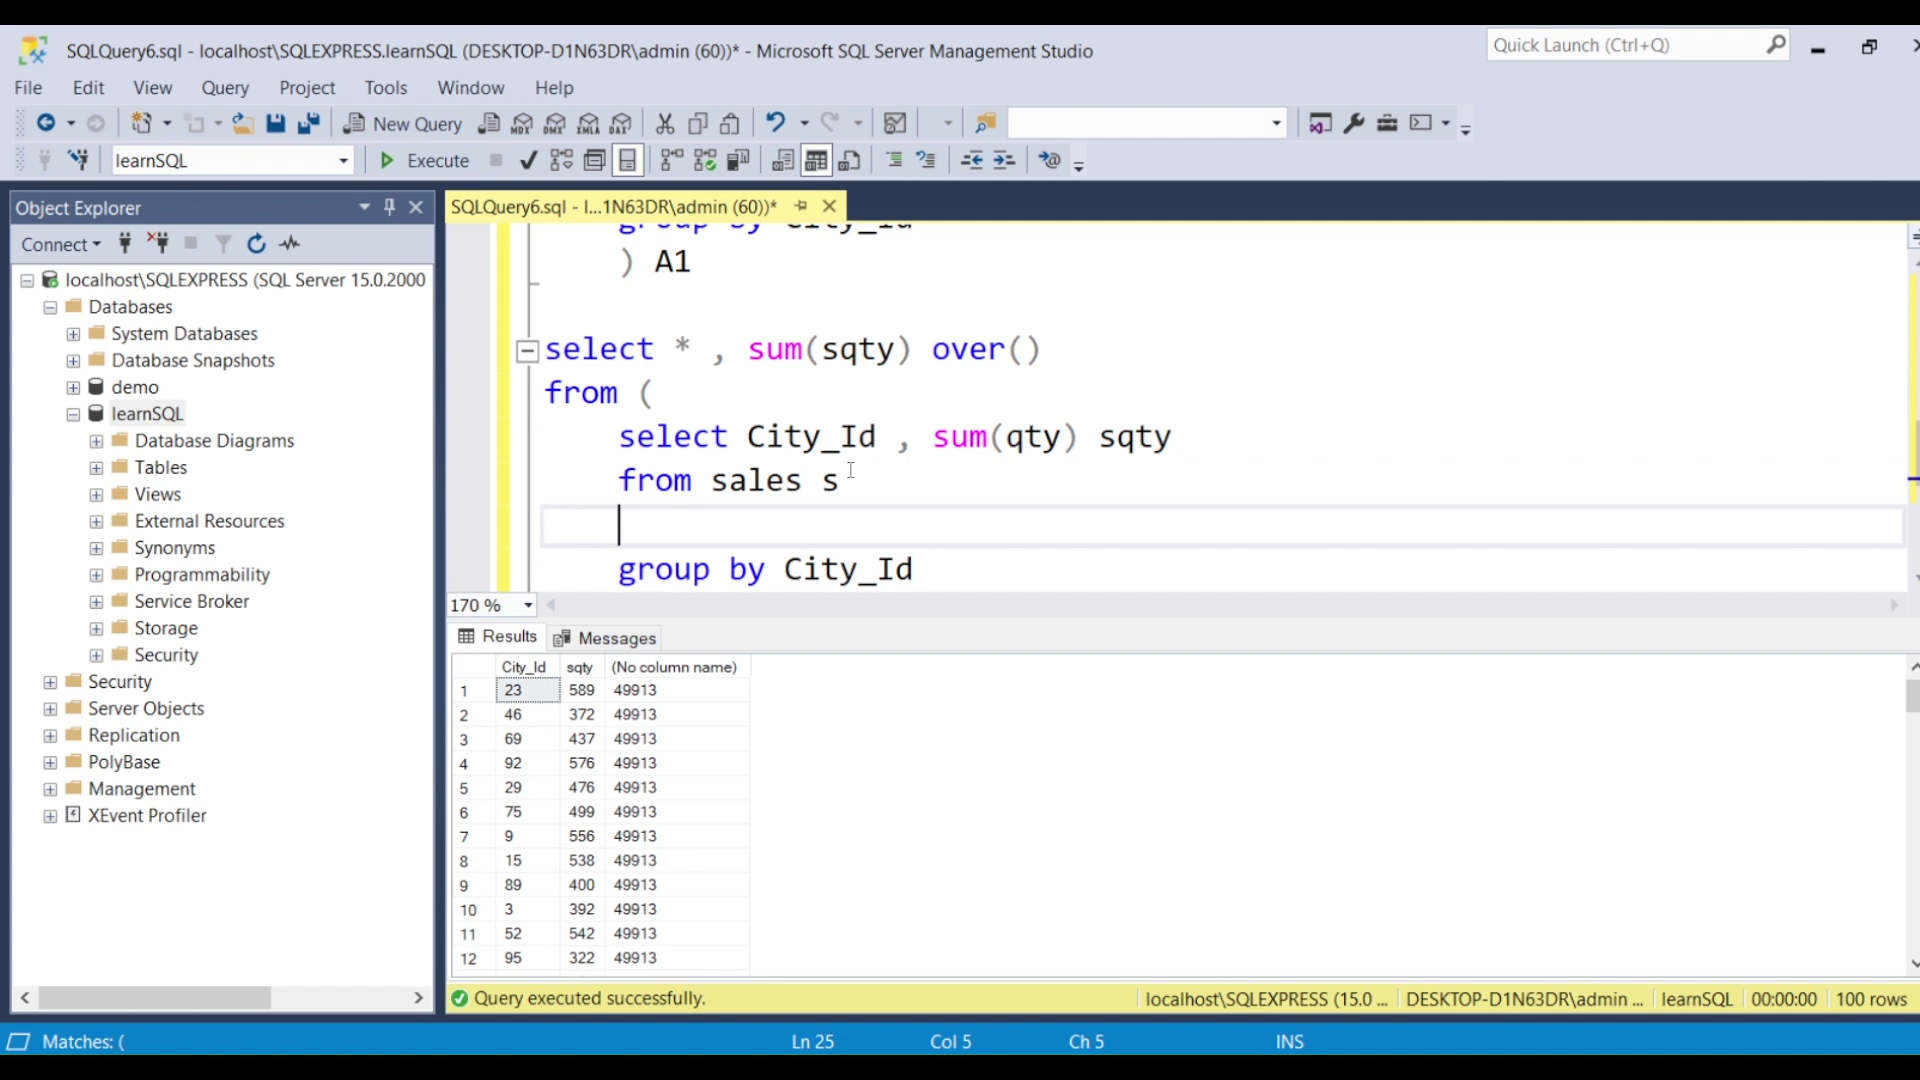 SQLQuery6.sql - localhost\SQLEXPRESS.learnSQL (DESKTOP-D1N63DR\admin (60))* - Microsoft SQL Server Management Studio
Quick Launch (Ctrl+Q)
File Edit View Query Project Tools Window Help
New Query
MDX DMX XMLA DAX
learnSQL
Execute
Object Explorer
Connect
localhost\SQLEXPRESS (SQL Server 15.0.2000
Databases
System Databases
Database Snapshots
demo
learnSQL
Database Diagrams
Tables
Views
External Resources
Synonyms
Programmability
Service Broker
Storage
Security
Security
Server Objects
Replication
PolyBase
Management
XEvent Profiler
SQLQuery6.sql - l...1N63DR\admin (60))*
group by City_Id
) A1
select * , sum(sqty) over()
from (
select City_Id , sum(qty) sqty
from sales s
group by City_Id
170 %
Results Messages
City_Id sqty (No column name)
1 23 589 49913
2 46 372 49913
3 69 437 49913
4 92 576 49913
5 29 476 49913
6 75 499 49913
7 9 556 49913
8 15 538 49913
9 89 400 49913
10 3 392 49913
11 52 542 49913
12 95 322 49913
Query executed successfully.
localhost\SQLEXPRESS (15.0 ... DESKTOP-D1N63DR\admin ... learnSQL 00:00:00 100 rows
Matches: (
Ln 25 Col 5 Ch 5 INS